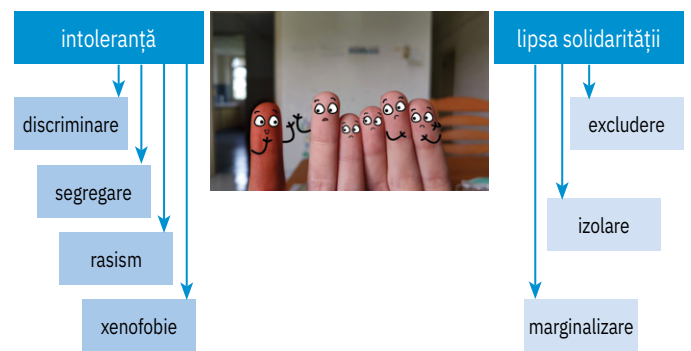 intoleranță
discriminare
segregare
rasism
xenofobie
lipsa solidarității
excludere
izolare
marginalizare